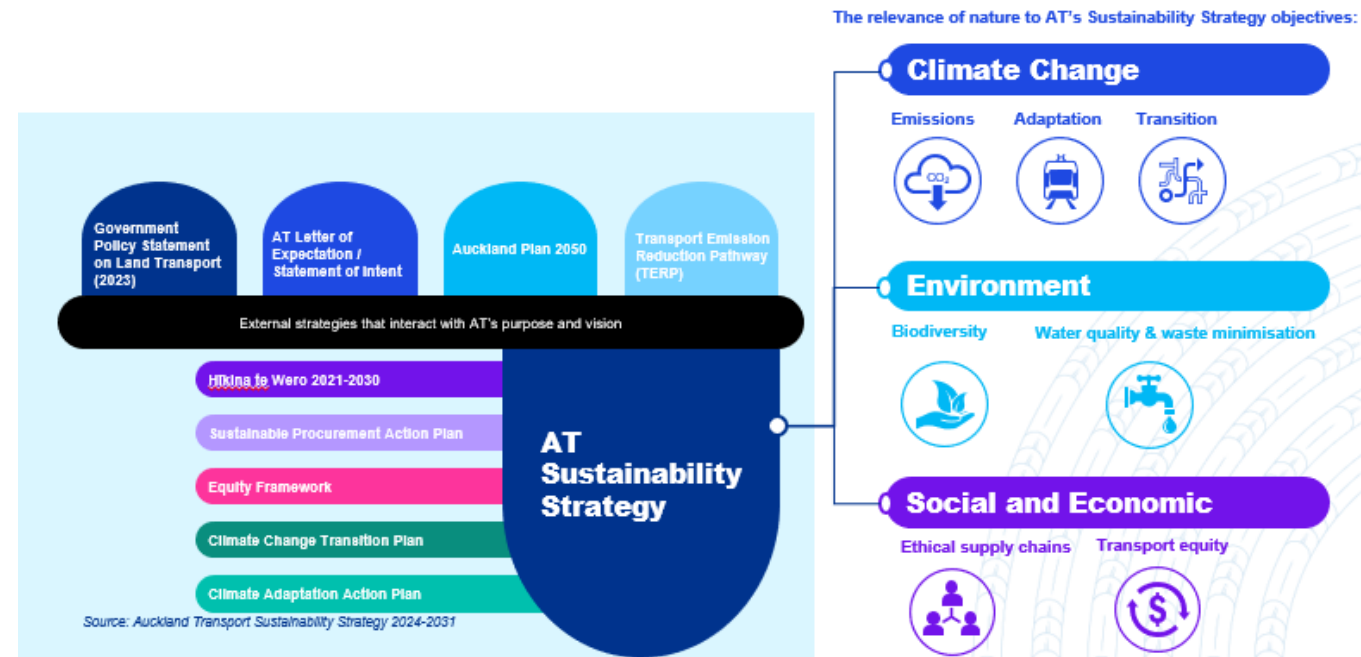 The relevance of nature to AT's Sustainability Strategy objectives:
Climate Change
Emissions
Adaptation
Transition
CO₂
Government
Policy Statement
on Land Transport
(2023)
AT Letter of
Expectation /
Statement of Intent
Auckland Plan 2050
Transport Emission
Reduction Pathway
(TERP)
External strategies that interact with AT's purpose and vision
Hīkina te Wero 2021-2030
Sustainable Procurement Action Plan
Equity Framework
Climate Change Transition Plan
Climate Adaptation Action Plan
Source: Auckland Transport Sustainability Strategy 2024-2031
AT
Sustainability
Strategy
Environment
Biodiversity
Water quality & waste minimisation
Social and Economic
Ethical supply chains
Transport equity
$